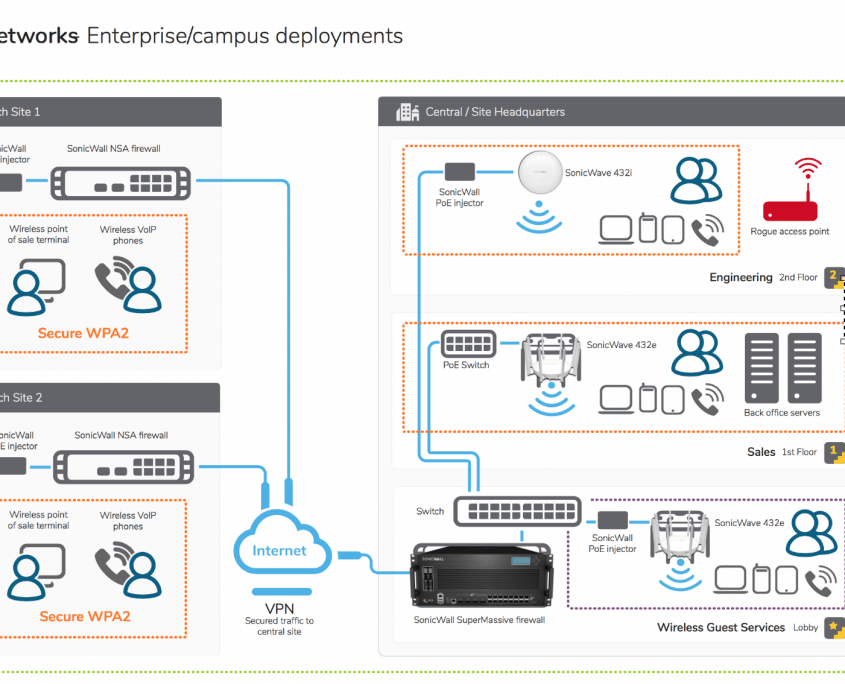 etworks Enterprise/campus deployments
ch Site 1
nicWall
injector
SonicWall NSA firewall
Wireless point
of sale terminal
Wireless VoIP
phones
Secure WPA2
ch Site 2
onicWall
E injector
SonicWall NSA firewall
Wireless point
of sale terminal
Wireless VoIP
phones
Secure WPA2
Internet
VPN
Secured traffic to
central site
Central / Site Headquarters
SonicWall
PoE injector
SonicWave 432i
Rogue access point
Engineering 2nd Floor 2
PoE Switch
SonicWave 432e
Back office servers
Sales 1st Floor 1
Switch
SonicWall
PoE injector
SonicWave 432e
SONICWALL
SonicWall SuperMassive firewall
Wireless Guest Services Lobby